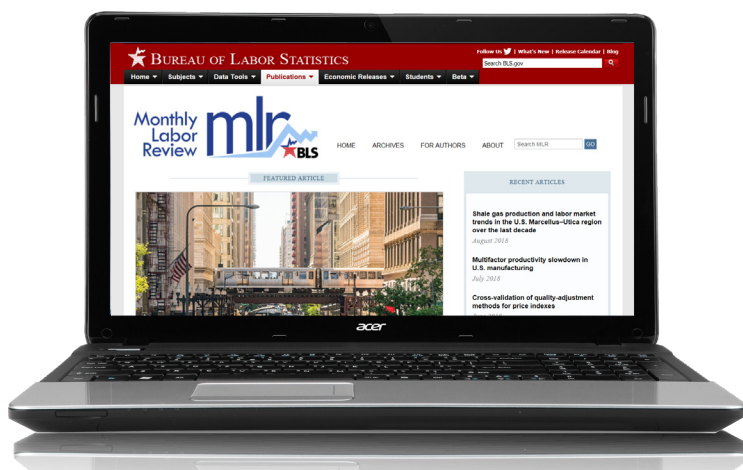 Follow Us | What's New | Release Calendar | Blog
BUREAU OF LABOR STATISTICS
Search BLS.gov
Home Subjects Data Tools Publications Economic Releases Students Beta
Monthly
Labor
Review
mlr
BLS
HOME ARCHIVES FOR AUTHORS ABOUT Search MLR GO
FEATURED ARTICLE
RECENT ARTICLES
Shale gas production and labor market
trends in the U.S. Marcellus–Utica region
over the last decade
August 2018
Multifactor productivity slowdown in
U.S. manufacturing
July 2018
Cross-validation of quality-adjustment
methods for price indexes
acer